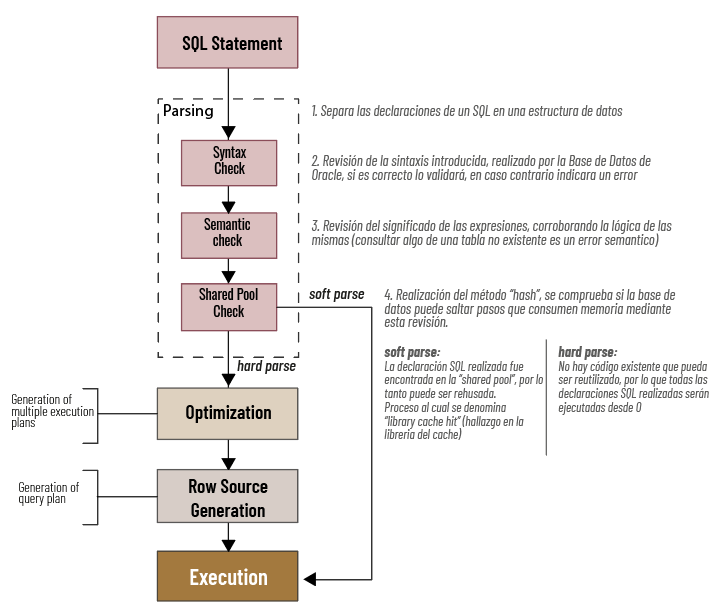 SQL Statement
Parsing
1. Separa las declaraciones de un SQL en una estructura de datos
Syntax
Check
2. Revisión de la sintaxis introducida, realizado por la Base de Datos de
Oracle, si es correcto lo validará, en caso contrario indicara un error
Semantic
check
3. Revisión del significado de las expresiones, corroborando la lógica de las
mismas (consultar algo de una tabla no existente es un error semantico)
Shared Pool
Check
soft parse
4. Realización del método "hash", se comprueba si la base de
datos puede saltar pasos que consumen memoria mediante
esta revisión.
soft parse:
La declaración SQL realizada fue
encontrada en la "shared pool", por lo
tanto puede ser rehusada.
Proceso al cual se denomina
"library cache hit" (hallazgo en la
libreria del cache)
hard parse:
No hay código existente que pueda
ser reutilizado, por lo que todas las
declaraciones SQL realizadas serán
ejecutadas desde 0
hard parse
Generation of
multiple execution
plans
Optimization
Generation of
query plan
Row Source
Generation
Execution